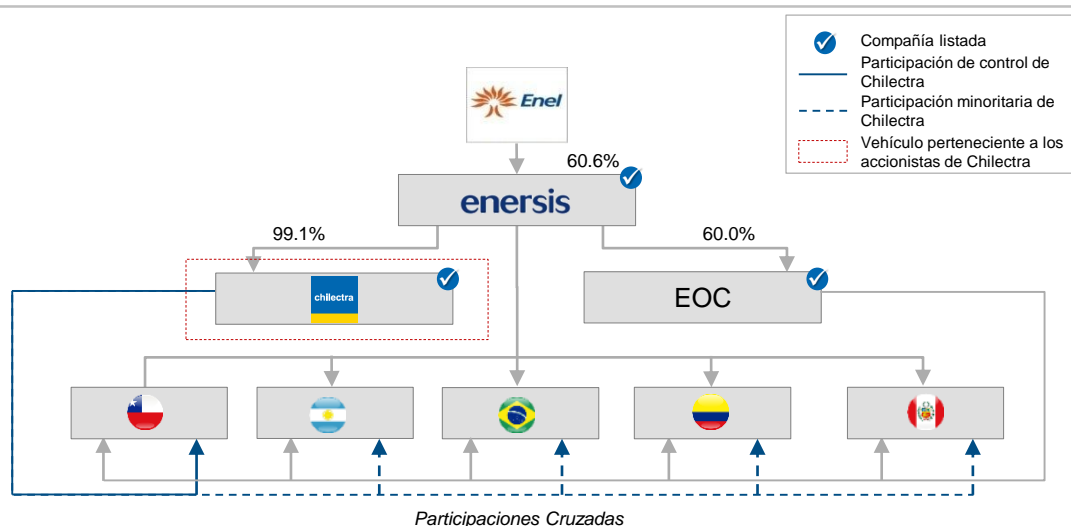 Compañía listada
Participación de control de
Chilectra
Participación minoritaria de
Chilectra
Vehículo perteneciente a los
accionistas de Chilectra
Enel
60.6%
enersis
99.1%
60.0%
chilectra
EOC
Participaciones Cruzadas